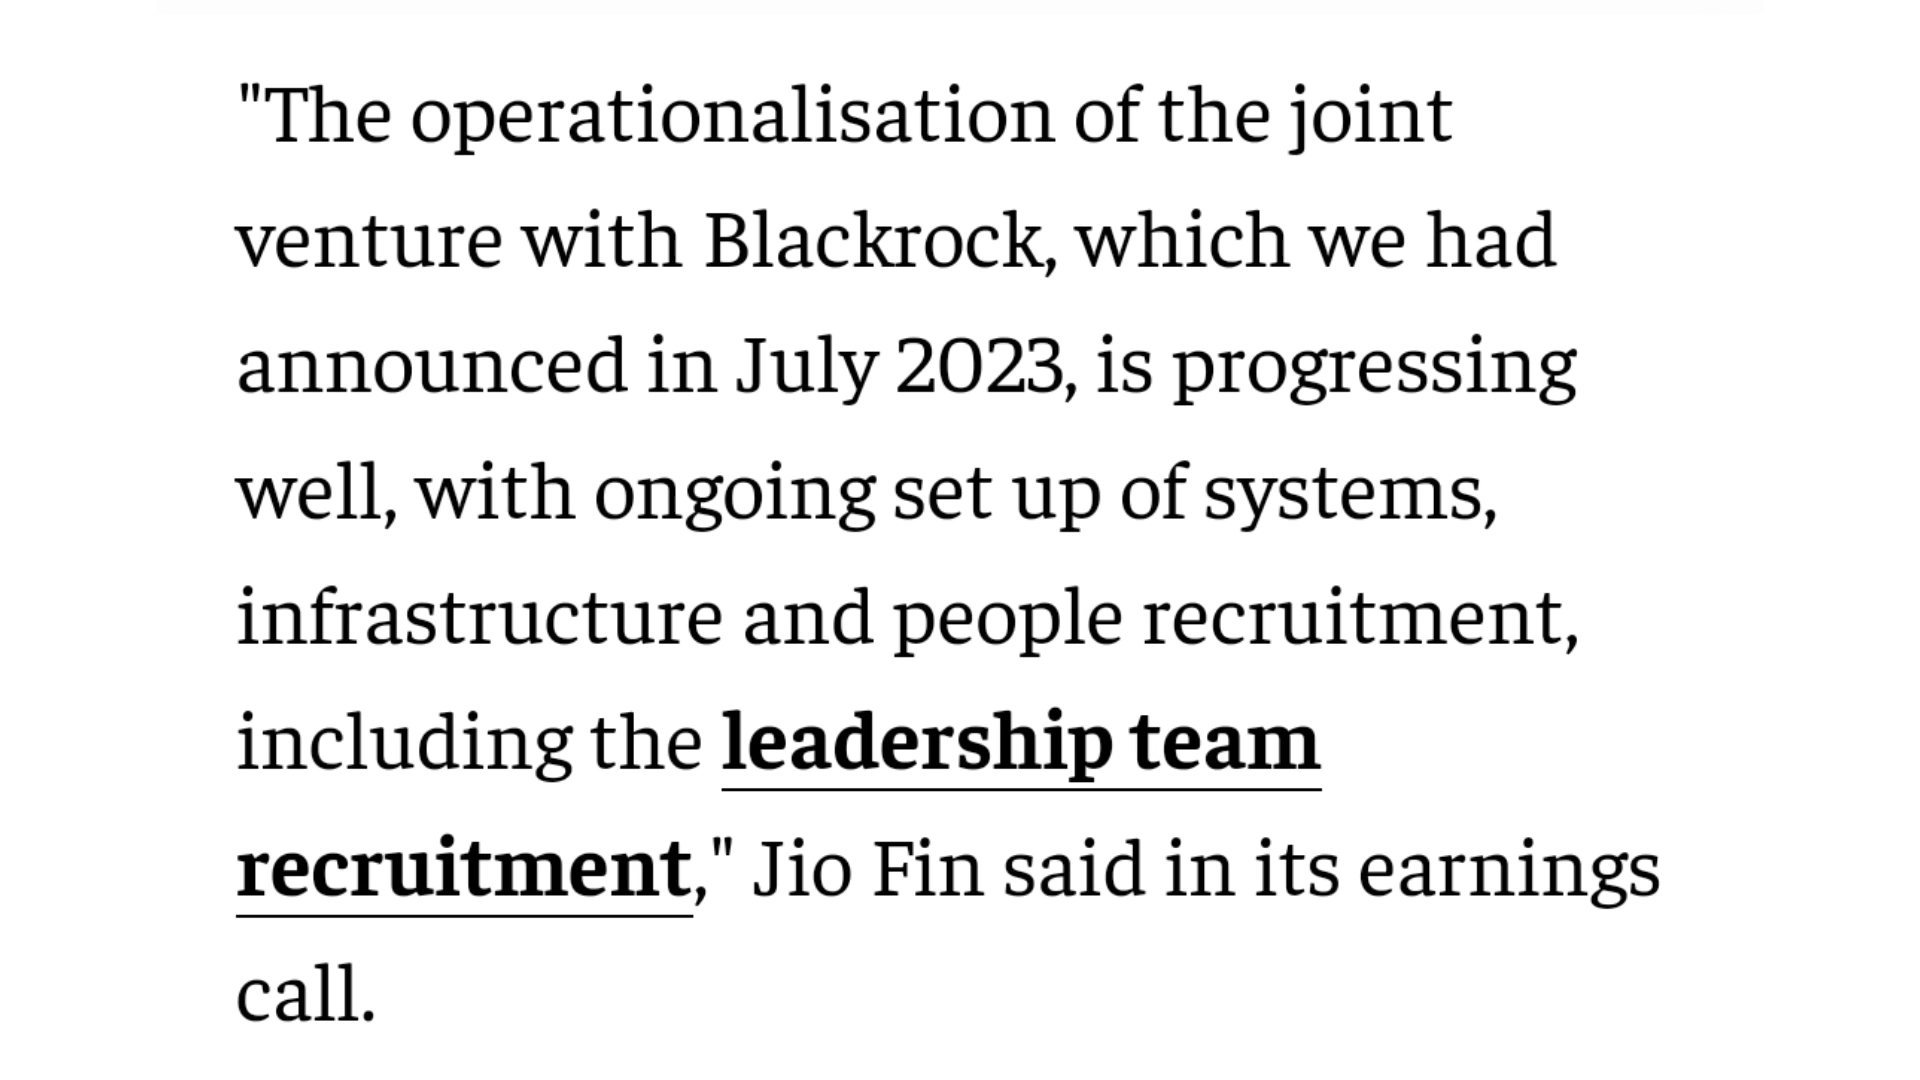 "The operationalisation of the joint
venture with Blackrock, which we had
announced in July 2023, is progressing
well, with ongoing set up of systems,
infrastructure and people recruitment,
including the leadership team
recruitment," Jio Fin said in its earnings
call.